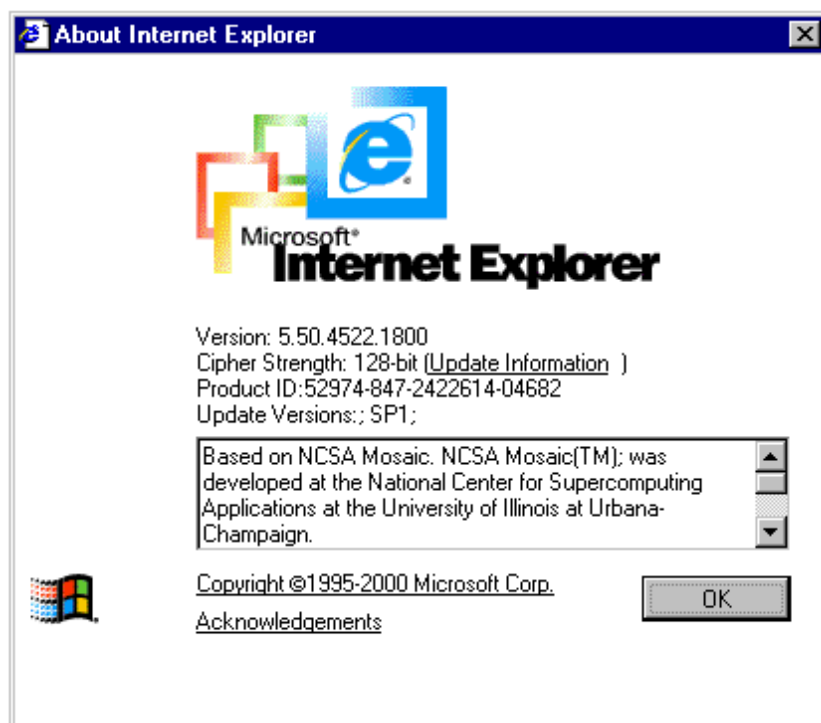 About Internet Explorer
Microsoft®
Internet Explorer
Version: 5.50.4522.1800
Cipher Strength: 128-bit (Update Information )
Product ID:52974-847-2422614-04682
Update Versions:; SP1;
Based on NCSA Mosaic. NCSA Mosaic(TM); was
developed at the National Center for Supercomputing
Applications at the University of Illinois at Urbana-
Champaign.
Copyright ©1995-2000 Microsoft Corp.
OK
Acknowledgements